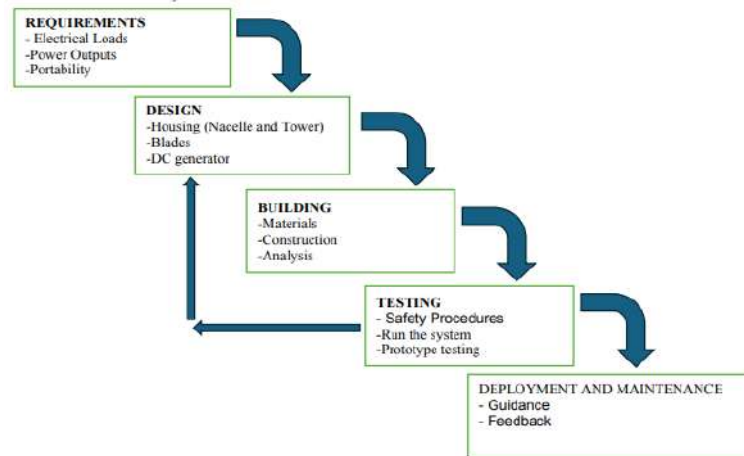 REQUIREMENTS
- Electrical Loads
-Power Outputs
-Portability
DESIGN
-Housing (Nacelle and Tower)
-Blades
-DC generator
BUILDING
-Materials
-Construction
-Analysis
TESTING
- Safety Procedures
-Run the system
-Prototype testing
DEPLOYMENT AND MAINTENANCE
- Guidance
- Feedback